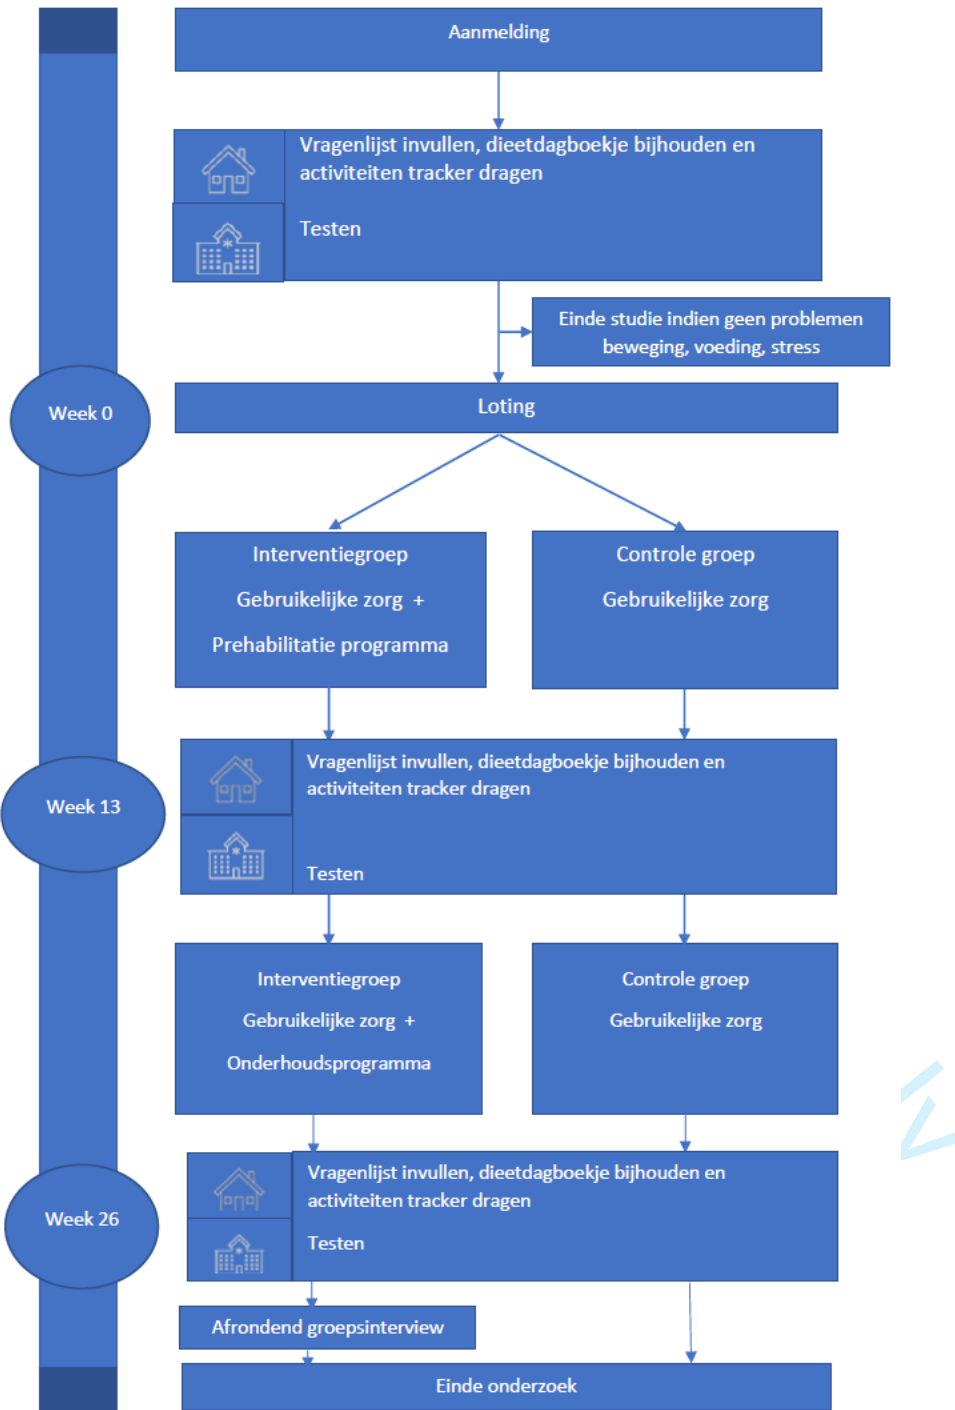 Aanmelding
Vragenlijst invullen, dieetdagboekje bijhouden en
activiteiten tracker dragen
Testen
Einde studie indien geen problemen
beweging, voeding, stress
Week 0
Loting
Interventiegroep
Gebruikelijke zorg +
Prehabilitatie programma
Controle groep
Gebruikelijke zorg
Week 13
Vragenlijst invullen, dieetdagboekje bijhouden en
activiteiten tracker dragen
Testen
Interventiegroep
Gebruikelijke zorg +
Onderhoudsprogramma
Controle groep
Gebruikelijke zorg
Week 26
Vragenlijst invullen, dieetdagboekje bijhouden en
activiteiten tracker dragen
Testen
Afrondend groepsinterview
Einde onderzoek